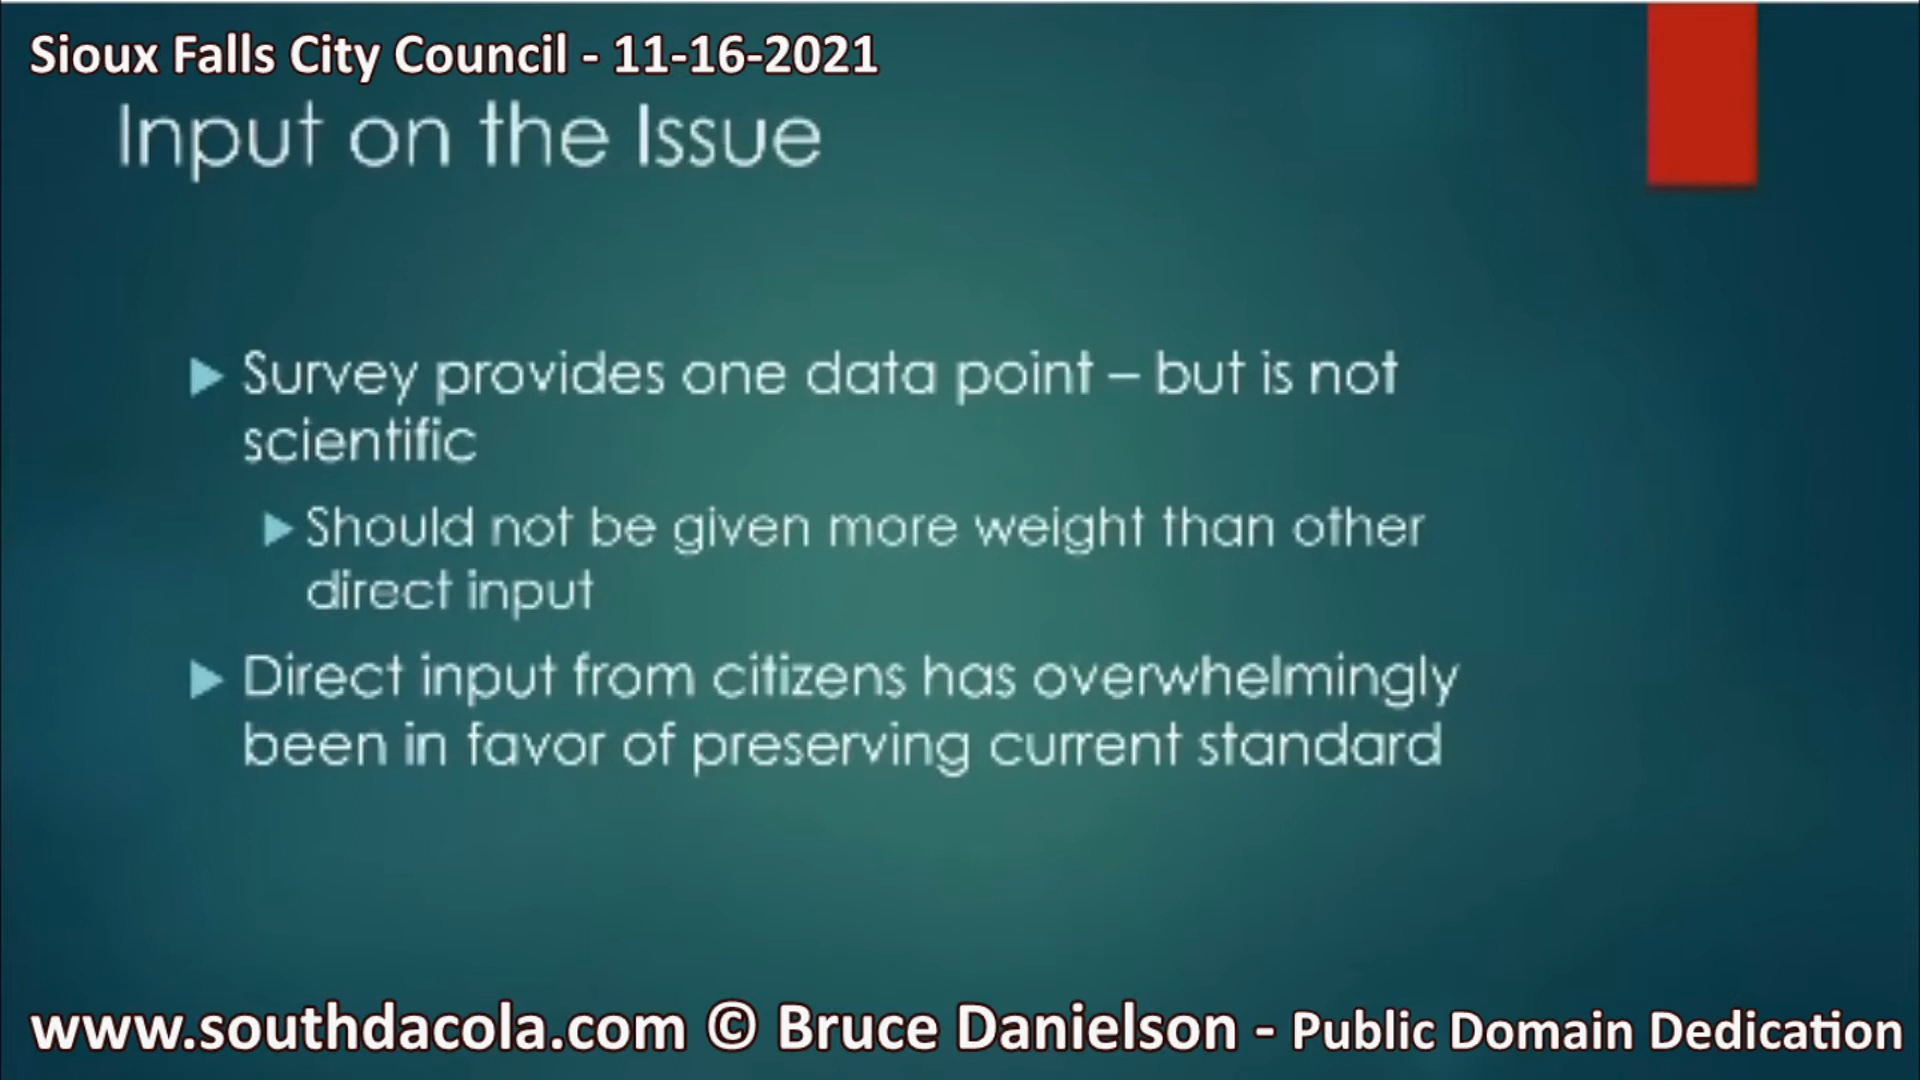 Sioux Falls City Council - 11-16-2021
Input on the Issue
Survey provides one data point – but is not
scientific
Should not be given more weight than other
direct input
Direct input from citizens has overwhelmingly
been in favor of preserving current standard
www.southdacola.com © Bruce Danielson - Public Domain Dedication